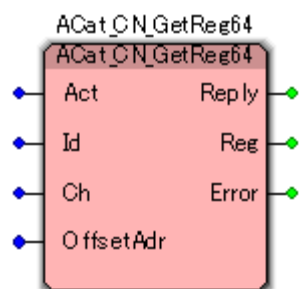 ACat_CN_GetReg64
ACat_CN_GetReg64
Act Reply
Id Reg
Ch Error
OffsetAdr